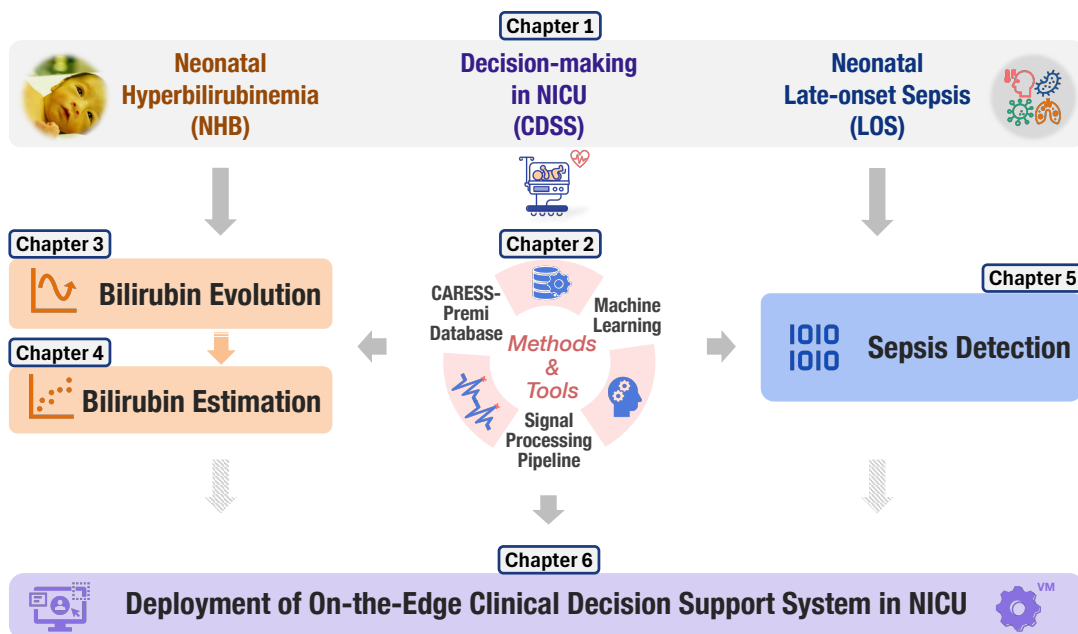 Chapter 1
Neonatal
Hyperbilirubinemia
(NHB)
Decision-making
in NICU
(CDSS)
Neonatal
Late-onset Sepsis
(LOS)
Chapter 3
Bilirubin Evolution
Chapter 4
Bilirubin Estimation
Chapter 2
CARESS-
Premi
Database
Machine
Learning
Methods
&
Tools
Signal
Processing
Pipeline
Chapter 5
1010
1010
Sepsis Detection
Chapter 6
Deployment of On-the-Edge Clinical Decision Support System in NICU
VM